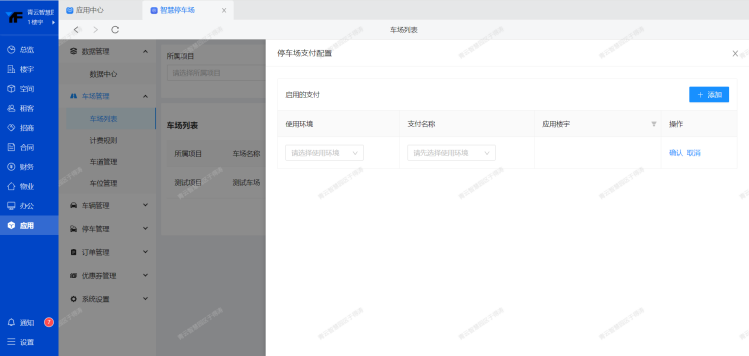 青云智慧园
1 楼宇
应用中心
智慧停车场
车场列表
总览
楼宇
空间
租客
招商
合同
财务
物业
办公
应用
通知
7
设置
数据管理
数据中心
车场管理
车场列表
计费规则
车道管理
车位管理
车辆管理
停车管理
订单管理
优惠券管理
系统设置
所属项目
请选择所属项目
车场列表
所属项目 车场名称
测试项目 测试车场
停车场支付配置
启用的支付
+ 添加
使用环境 支付名称 应用楼宇 操作
请选择使用环境 请先选择使用环境 确认 取消